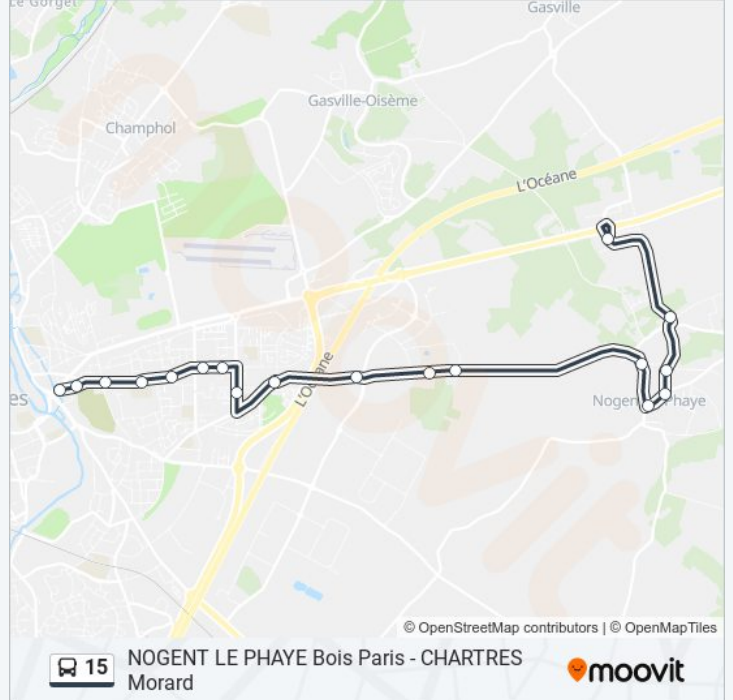 Le Gorget
Gasville
Gasville-Oisème
Champhol
L'Océane
L'Océane
es
Nogent Phaye
© OpenStreetMap contributors | © OpenMapTiles
15 NOGENT LE PHAYE Bois Paris - CHARTRES
Morard
moovit